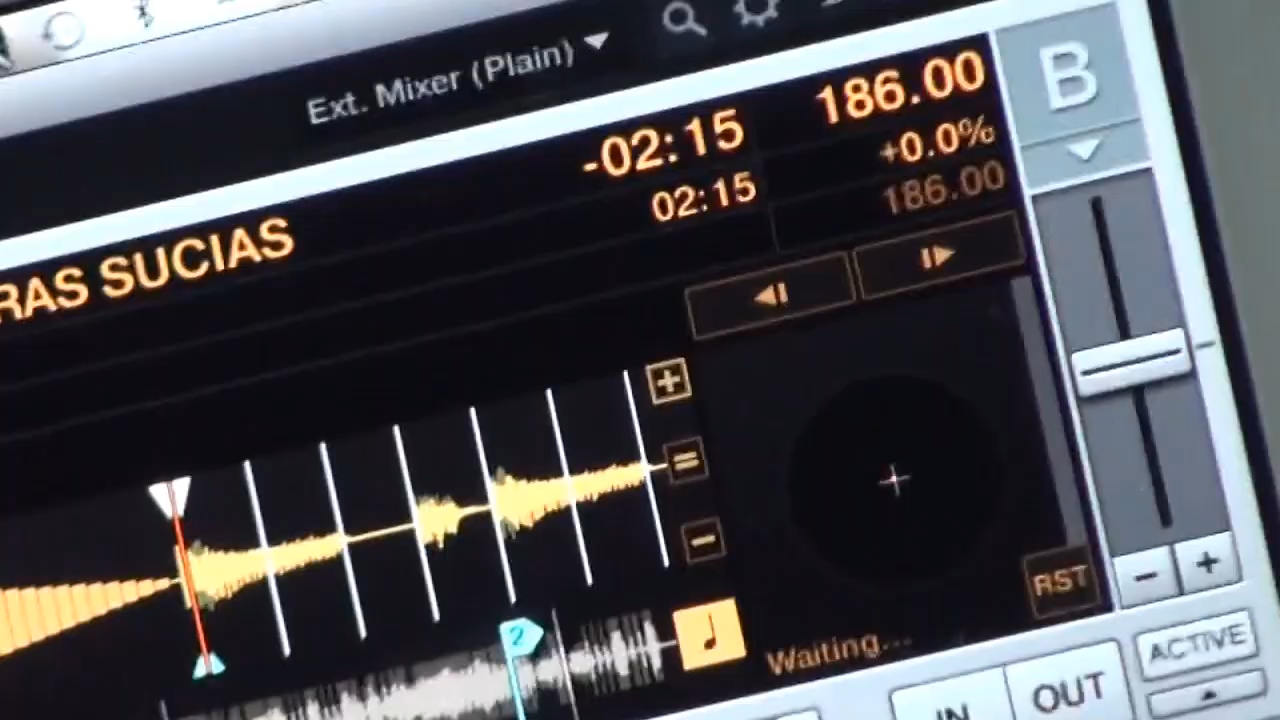 Ext. Mixer (Plain)
B
-02:15
186.00
02:15
+0.0%
186.00
RAS SUCIAS
RST
2
Waiting...
IN
OUT
ACTIVE